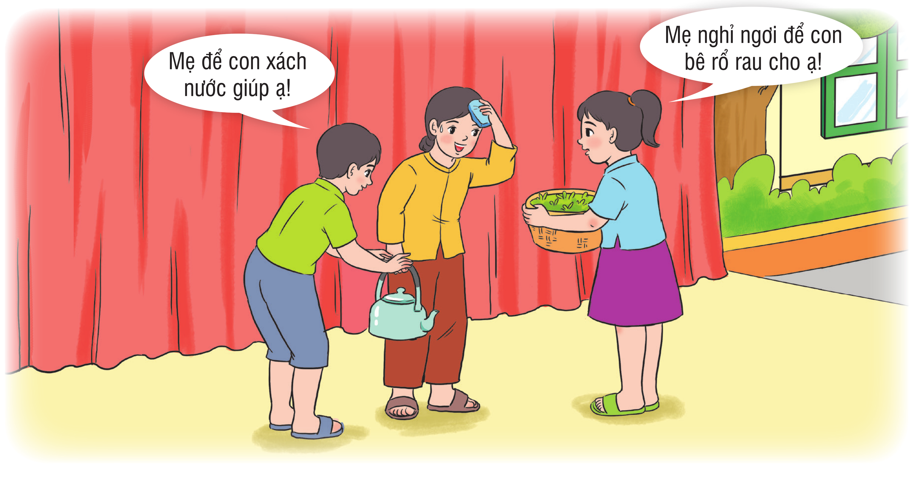 Mẹ để con xách
nước giúp ạ!
Mẹ nghỉ ngơi để con
bê rổ rau cho ạ!